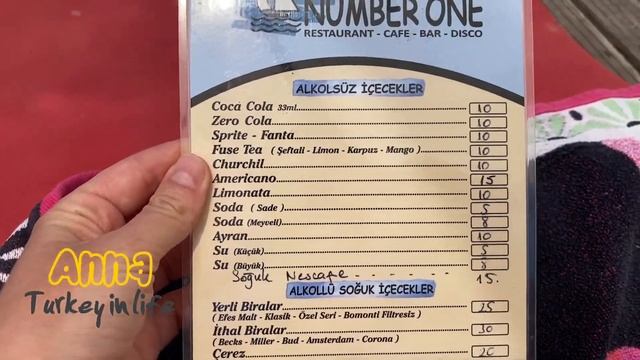 NUMBER ONE
RESTAURANT - CAFE - BAR - DISCO
ALKOLSÜZ İÇECEKLER
Coca Cola 33ml. 10
Zero Cola 10
Sprite - Fanta 10
Fuse Tea ( Şeftali - Limon - Karpuz - Mango ) 10
Churchil 10
Americano 15
Limonata 10
Soda ( Sade ) 5
Soda (Meyveli) 8
Ayran 10
Su (Küçük) 5
Su (Büyük)
Soğuk Nescafe 15.
ALKOLLÜ SOĞUK İÇECEKLER
Yerli Biralar 25
( Efes Malt - Klasik - Özel Seri - Bomonti Filtresiz )
İthal Biralar 30
( Becks - Miller - Bud - Amsterdam - Corona )
Çerez 20
Anna
Turkey in life